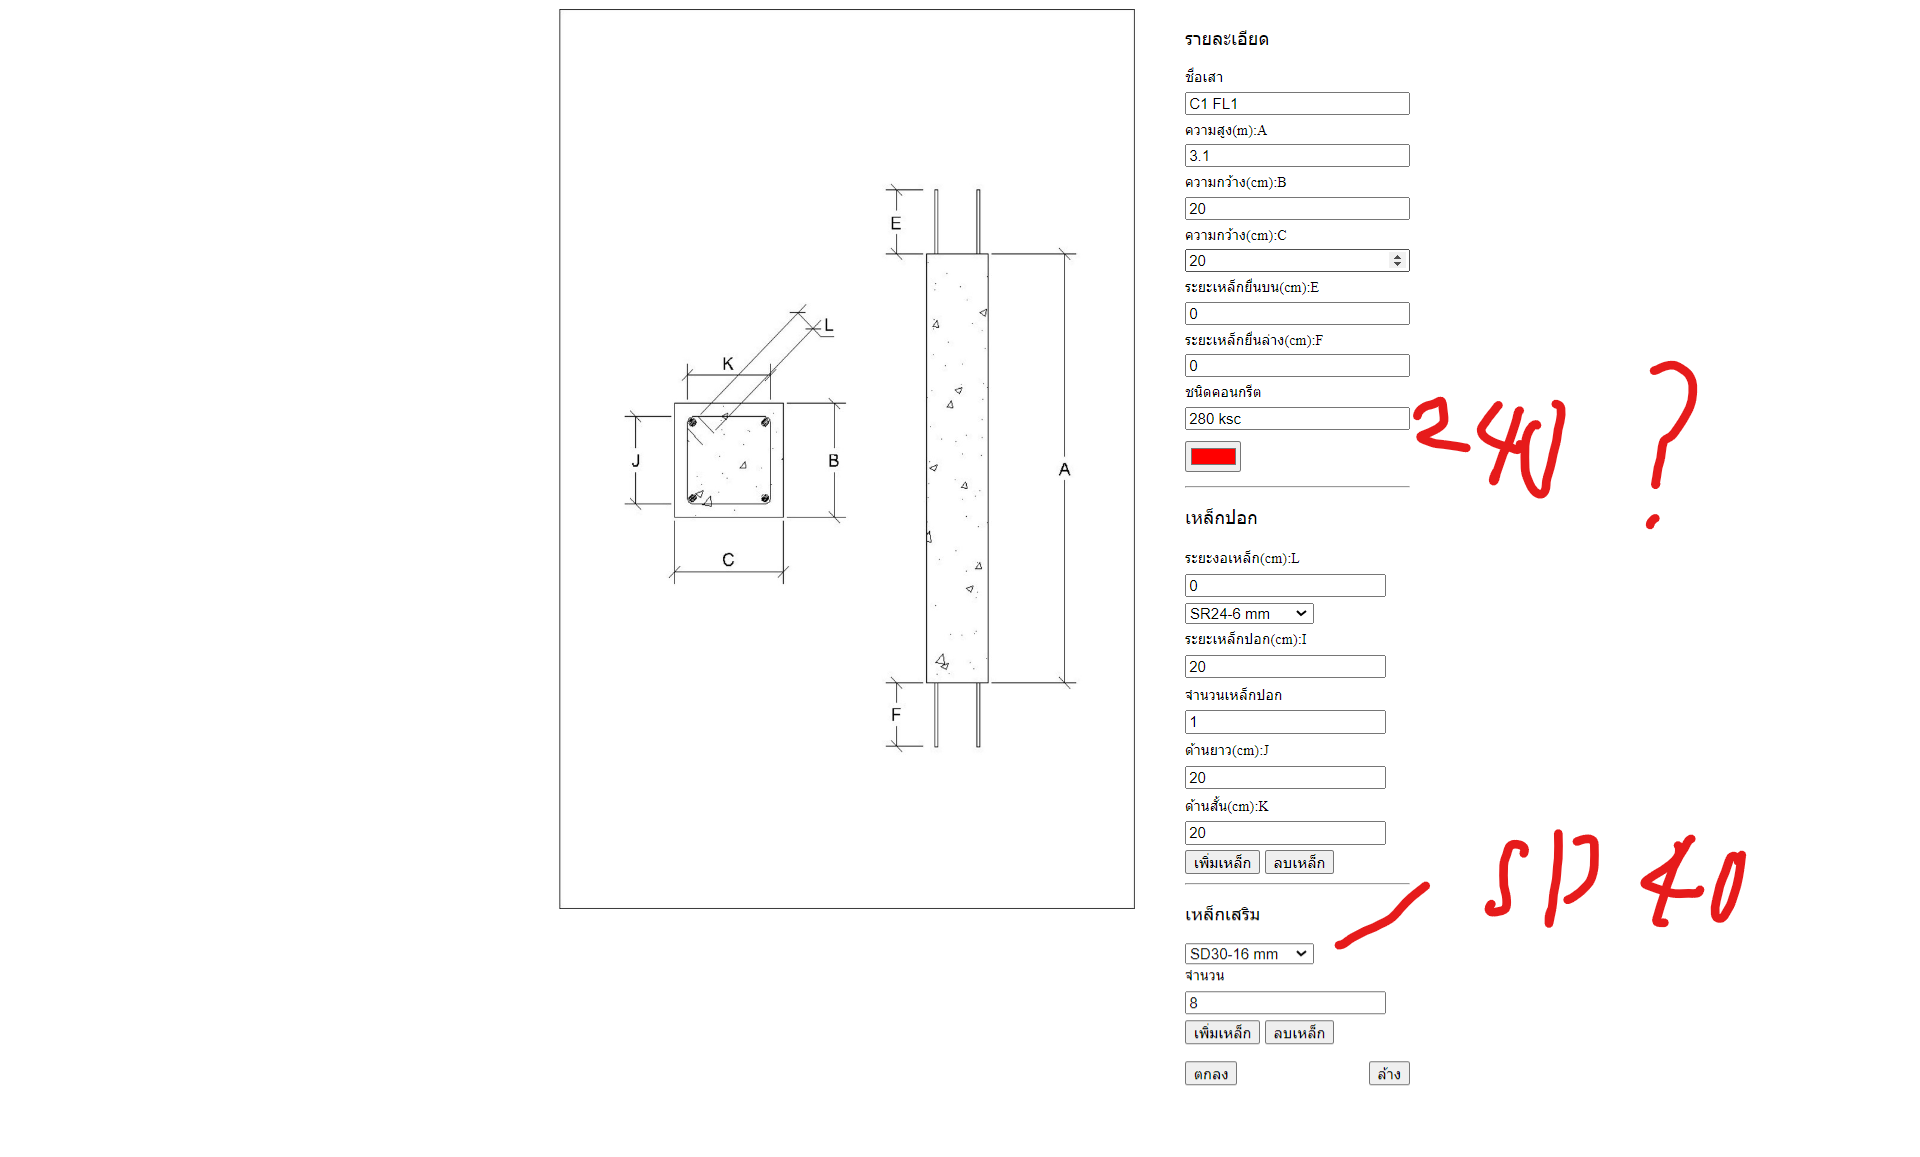 รายละเอียด
ชื่อเสา
C1 FL1
ความสูง(m):A
3.1
ความกว้าง(cm):B
20
ความกว้าง(cm):C
20
ระยะเหล็กยื่นบน(cm):E
0
ระยะเหล็กยื่นล่าง(cm):F
0
ชนิดคอนกรีต
280 ksc
240 ?
เหล็กปอก
ระยะงอเหล็ก(cm):L
0
SR24-6 mm
ระยะเหล็กปอก(cm):I
20
จำนวนเหล็กปอก
1
ด้านยาว(cm):J
20
ด้านสั้น(cm):K
20
เพิ่มเหล็ก ลบเหล็ก
SD 40
เหล็กเสริม
SD30-16 mm
จำนวน
8
เพิ่มเหล็ก ลบเหล็ก
ตกลง ล้าง
E
L
K
J
B
A
C
F